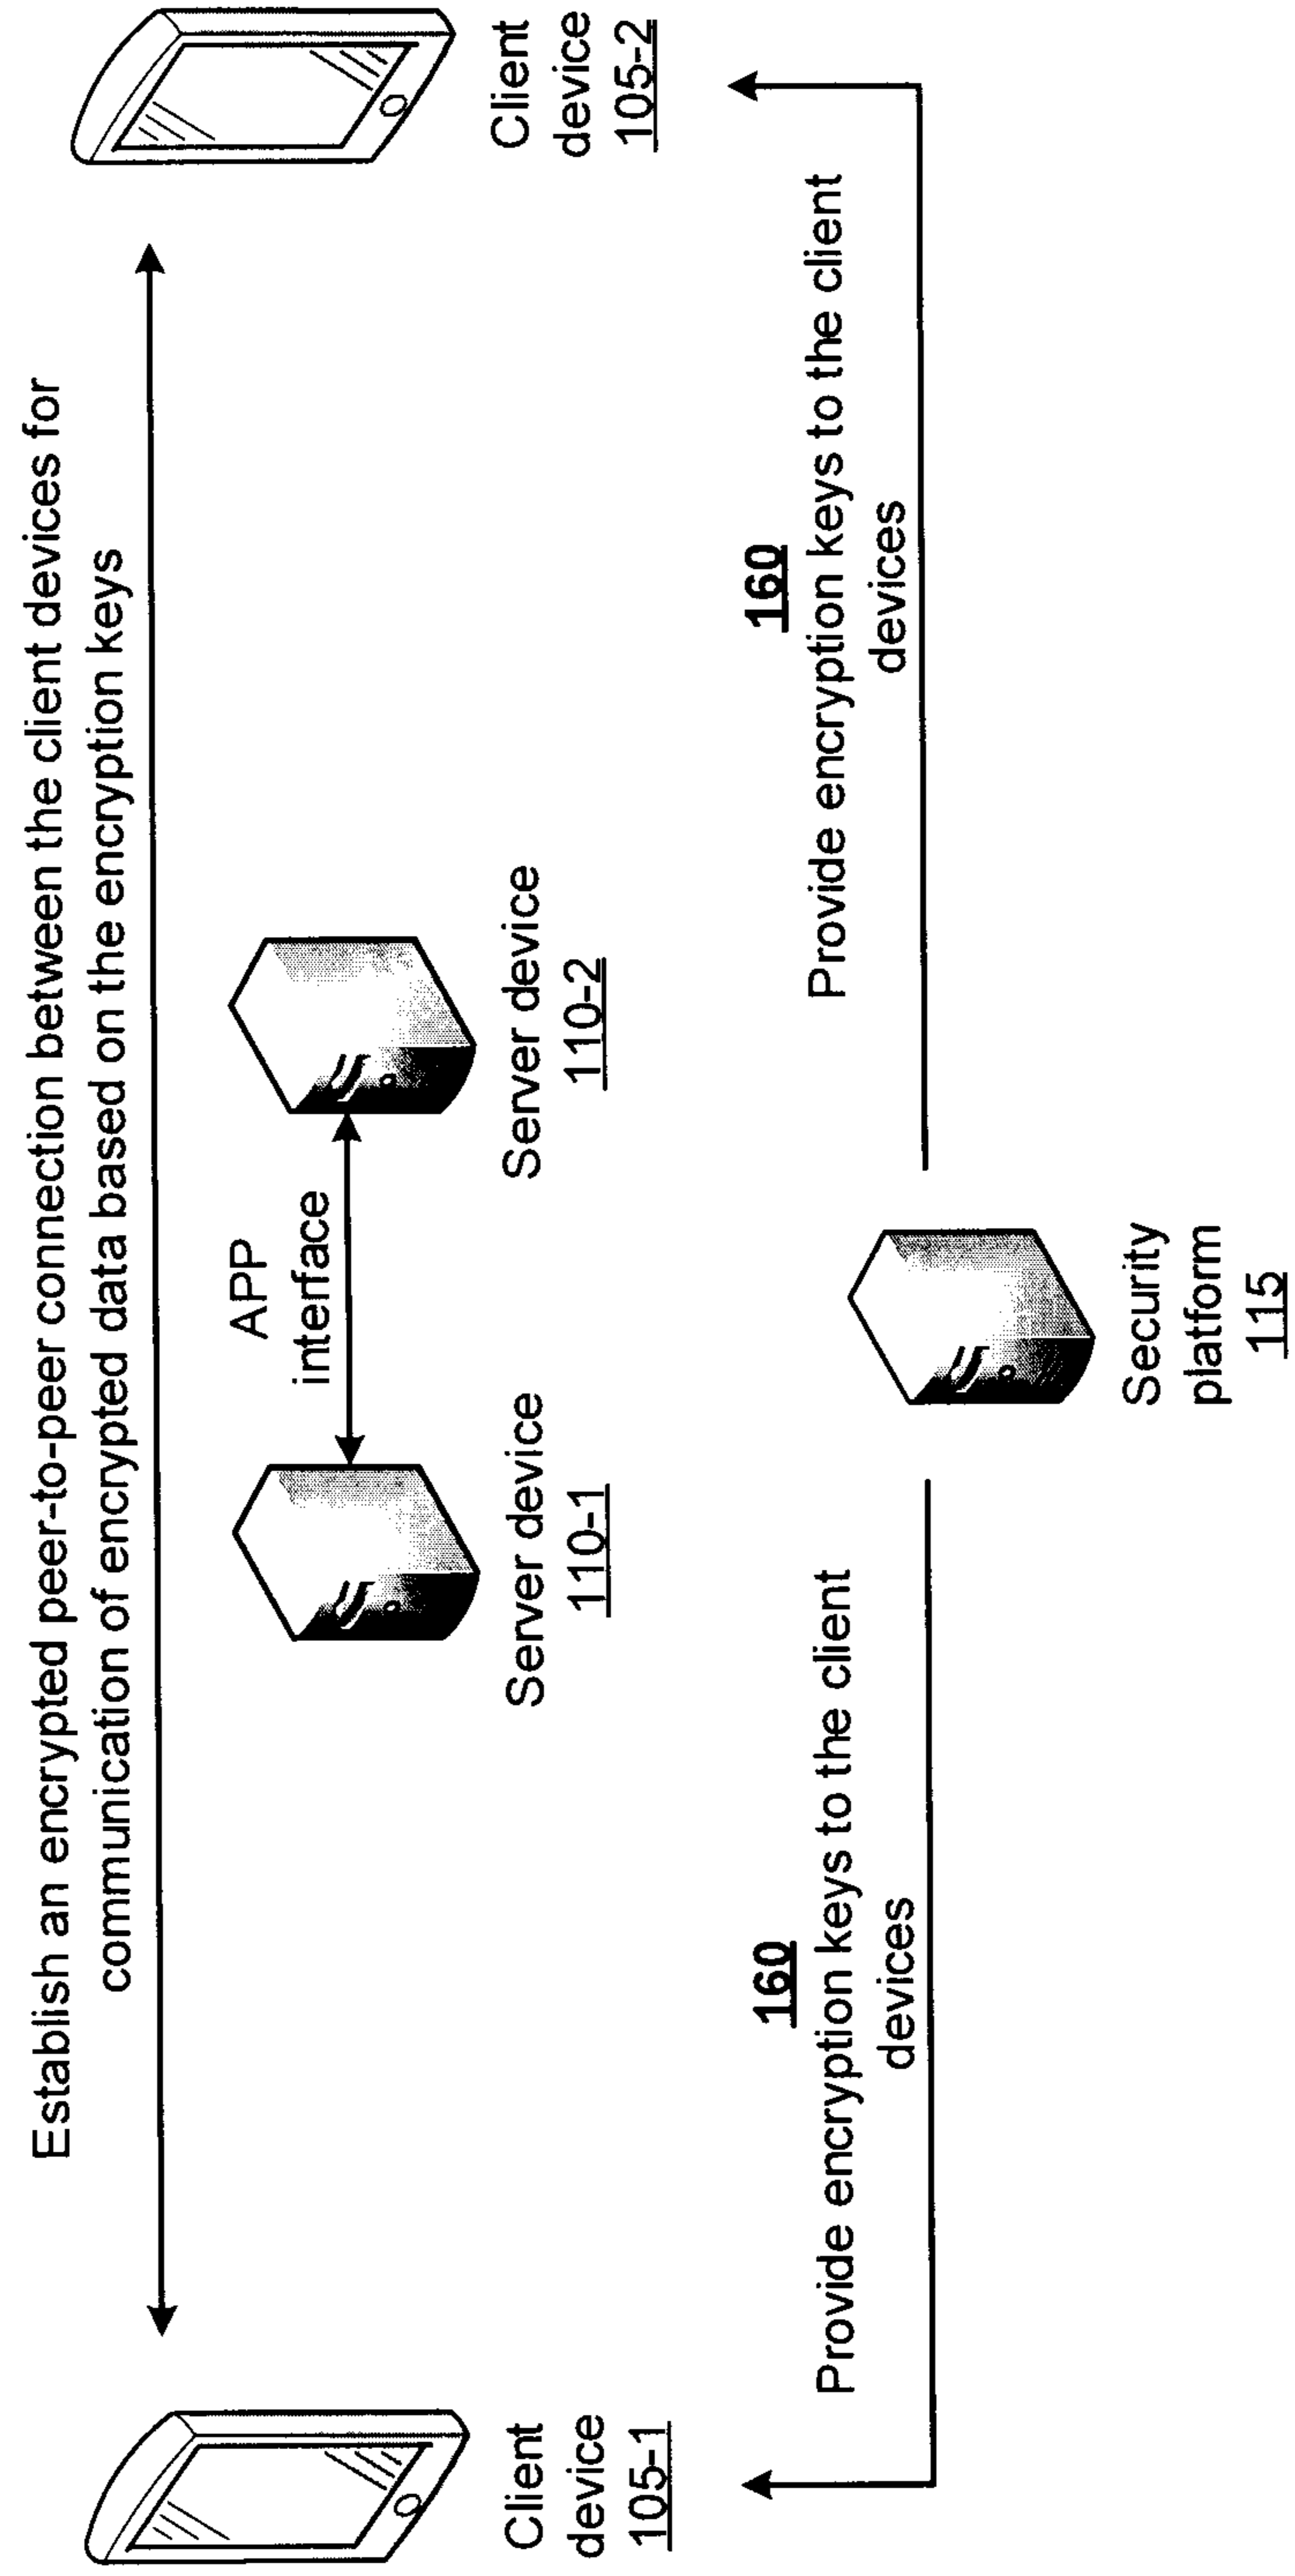 Establish an encrypted peer-to-peer connection between the client devices for
communication of encrypted data based on the encryption keys
APP
interface
Client
device
105-1
Server device
110-1
Server device
110-2
Client
device
105-2
160
Provide encryption keys to the client
devices
160
Provide encryption keys to the client
devices
Security
platform
115